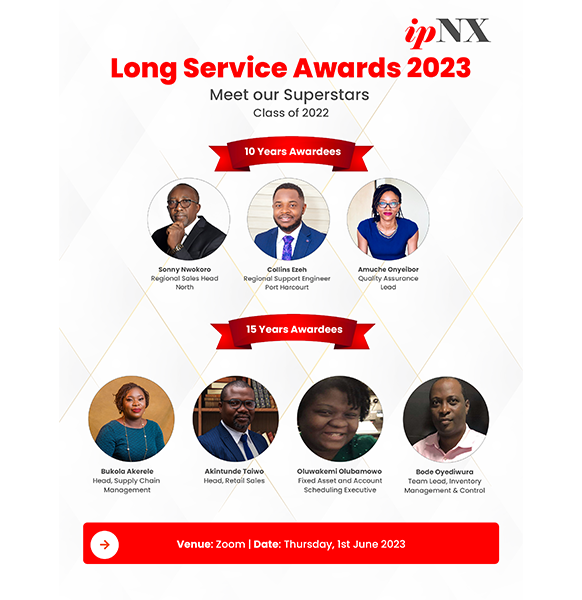 ipNX
Long Service Awards 2023
Meet our Superstars
Class of 2022
10 Years Awardees
Sonny Nwokoro
Regional Sales Head
North
Collins Ezeh
Regional Support Engineer
Port Harcourt
Amuche Onyeibor
Quality Assurance
Lead
15 Years Awardees
Bukola Akerele
Head, Supply Chain
Management
Akintunde Taiwo
Head, Retail Sales
Oluwakemi Olubamowo
Fixed Asset and Account
Scheduling Executive
Bode Oyediwura
Team Lead, Inventory
Management & Control
Venue: Zoom | Date: Thursday, 1st June 2023